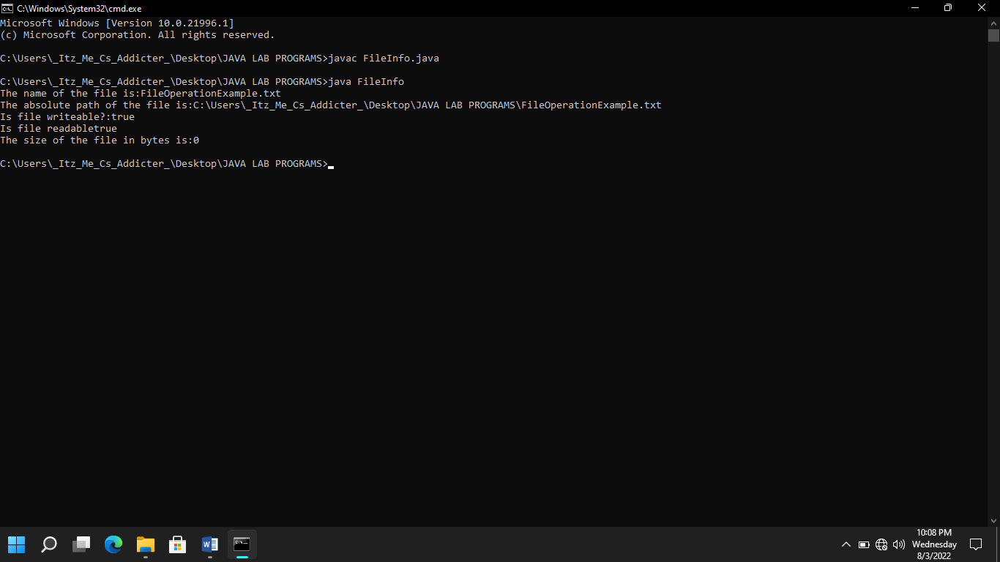 C:\Windows\System32\cmd.exe
Microsoft Windows [Version 10.0.21996.1]
(c) Microsoft Corporation. All rights reserved.
C:\Users\_Itz_Me_Cs_Addicter_\Desktop\JAVA LAB PROGRAMS>javac FileInfo.java
C:\Users\_Itz_Me_Cs_Addicter_\Desktop\JAVA LAB PROGRAMS>java FileInfo
The name of the file is:FileOperationExample.txt
The absolute path of the file is:C:\Users\_Itz_Me_Cs_Addicter_\Desktop\JAVA LAB PROGRAMS\FileOperationExample.txt
Is file writeable?:true
Is file readabletrue
The size of the file in bytes is:0
C:\Users\_Itz_Me_Cs_Addicter_\Desktop\JAVA LAB PROGRAMS>
10:08 PM
Wednesday
8/3/2022